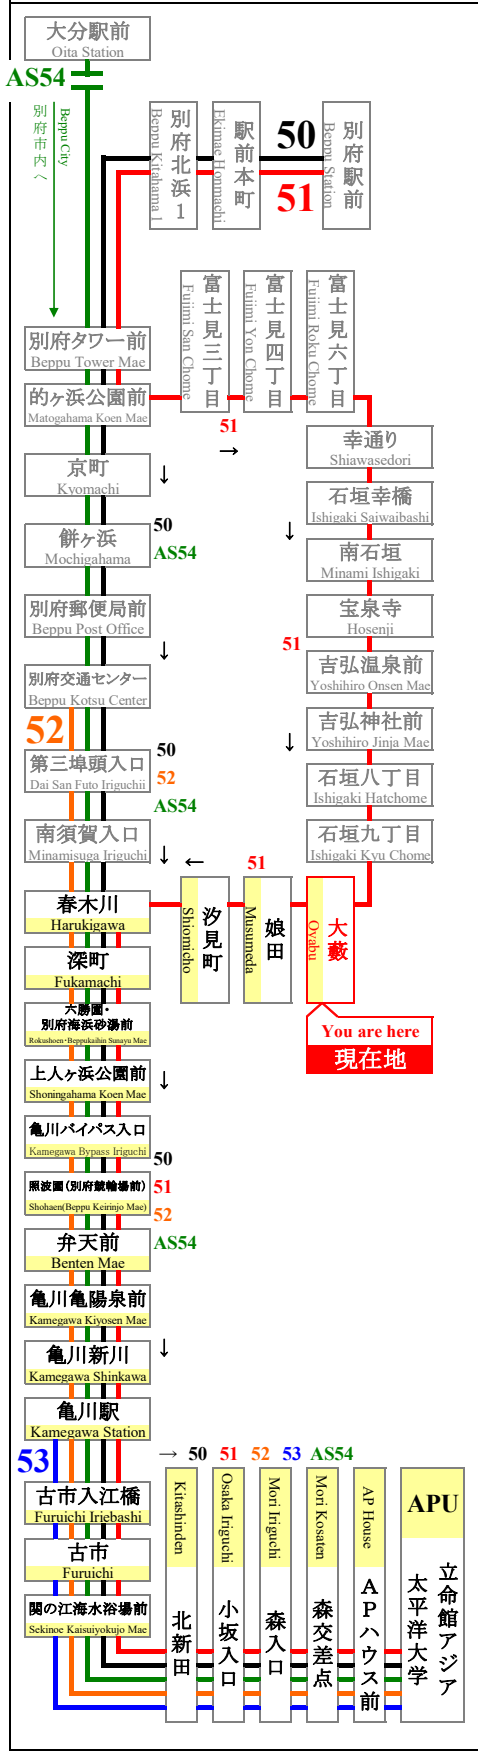 大分駅前
Oita Station
AS54
Beppu City
別府市内へ
別府北浜1
Beppu Kitahama 1
駅前本町
Ekimae Honmachi
50
51
別府駅前
Beppu Station
別府タワー前
Beppu Tower Mae
的ヶ浜公園前
Matogahama Koen Mae
富士見三丁目
Fujimi San Chome
富士見四丁目
Fujimi Yon Chome
富士見六丁目
Fujimi Roku Chome
51
→
幸通り
Shiawasedori
京町
Kyomachi
↓
石垣幸橋
Ishigaki Saiwaibashi
↓
餅ヶ浜
Mochigahama
50
AS54
南石垣
Minami Ishigaki
別府郵便局前
Beppu Post Office
↓
宝泉寺
Hosenji
51
吉弘温泉前
Yoshihiro Onsen Mae
別府交通センター
Beppu Kotsu Center
吉弘神社前
Yoshihiro Jinja Mae
↓
52
第三埠頭入口
Dai San Futo Iriguchii
50
52
AS54
石垣八丁目
Ishigaki Hatchome
南須賀入口
Minamisuga Iriguchi
↓
←
51
石垣九丁目
Ishigaki Kyu Chome
春木川
Harukigawa
汐見町
Shiomicho
娘田
Musumeda
大藪
Oyabu
You are here
現在地
深町
Fukamachi
六勝園・
別府海浜砂湯前
Rokushoen・Beppukaihin Sunayu Mae
上人ヶ浜公園前
Shoningahama Koen Mae
↓
亀川バイパス入口
Kamegawa Bypass Iriguchi
50
51
52
AS54
照波園(別府競輪場前)
Shohaen(Beppu Keirinjo Mae)
弁天前
Benten Mae
亀川亀陽泉前
Kamegawa Kiyosen Mae
亀川新川
Kamegawa Shinkawa
↓
亀川駅
Kamegawa Station
53
→ 50 51 52 53 AS54
古市入江橋
Furuichi Iriebashi
古市
Furuichi
関の江海水浴場前
Sekinoe Kaisuiyokujo Mae
Kitashinden
北新田
Osaka Iriguchi
小坂入口
Mori Iriguchi
森入口
Mori Kosaten
森交差点
AP House
APハウス前
APU
立命館アジア
太平洋大学